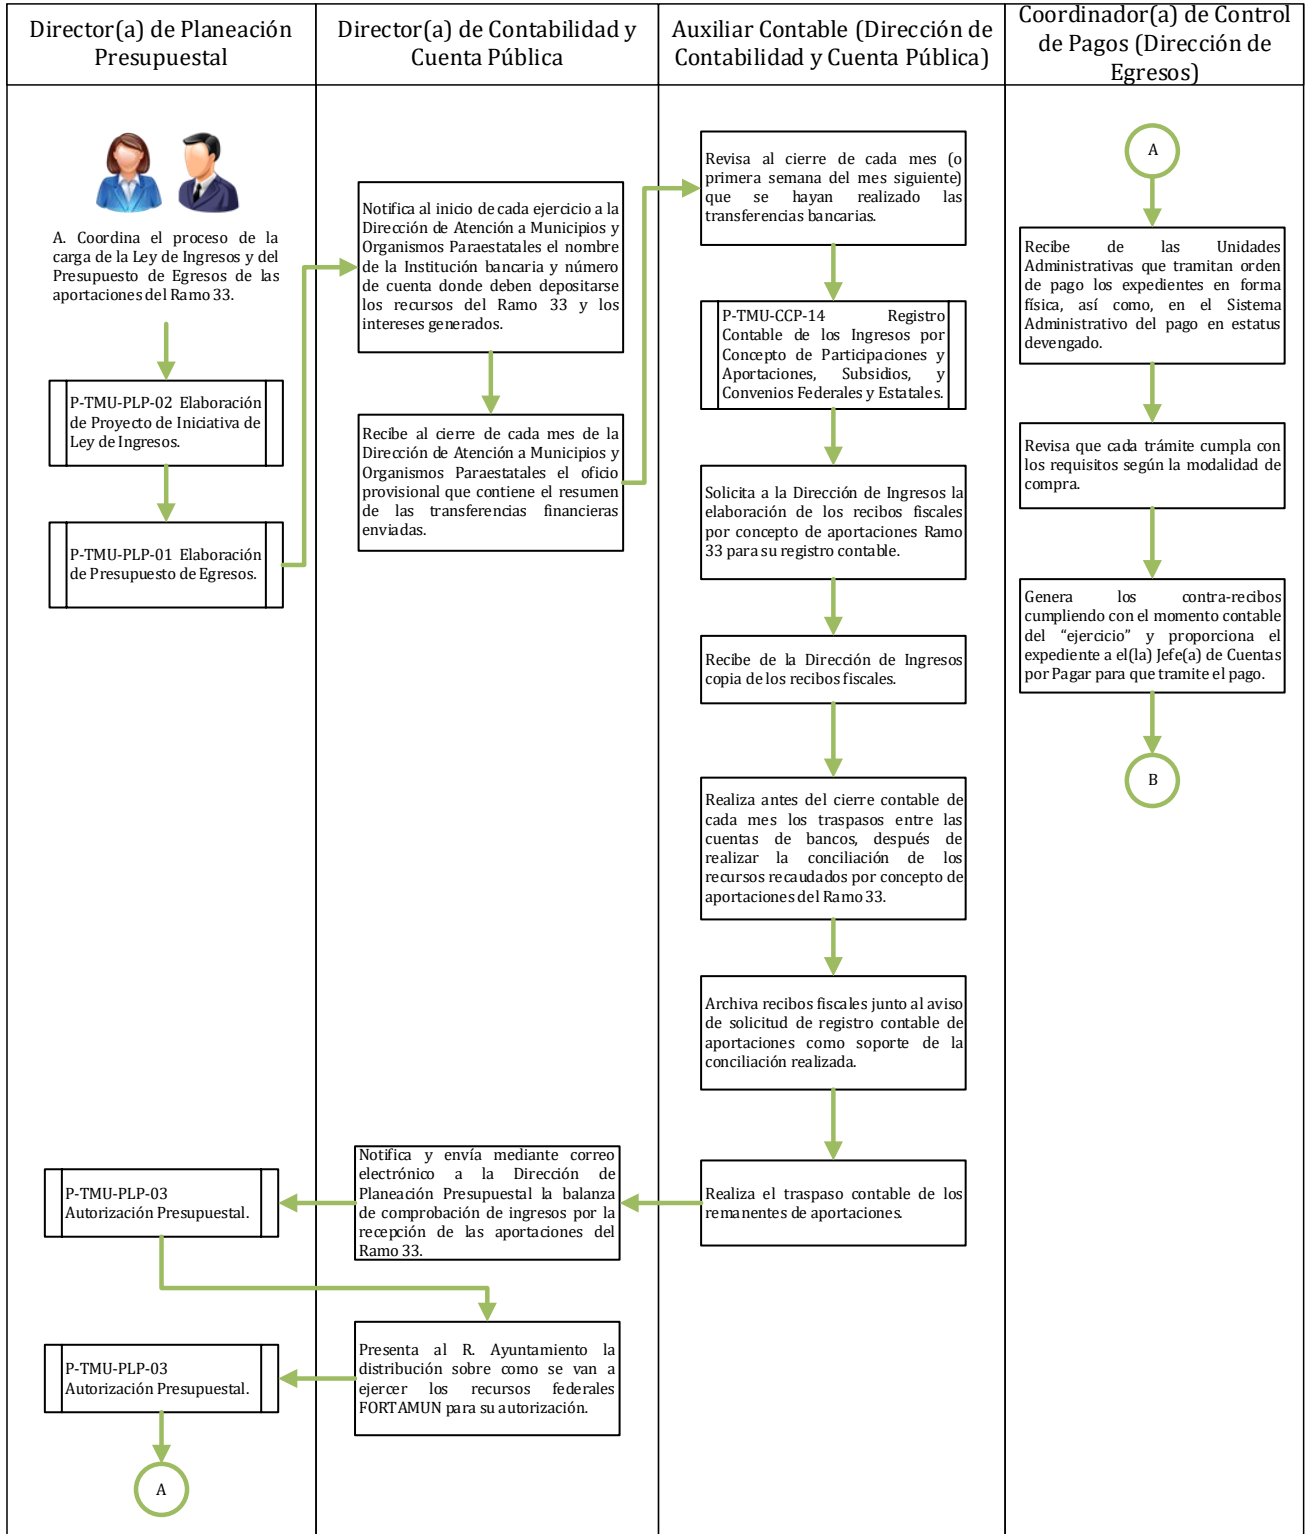 Director(a) de Planeación
Presupuestal
Director(a) de Contabilidad y
Cuenta Pública
Auxiliar Contable (Dirección de
Contabilidad y Cuenta Pública)
Coordinador(a) de Control
de Pagos (Dirección de
Egresos)
A. Coordina el proceso de la
carga de la Ley de Ingresos y del
Presupuesto de Egresos de las
aportaciones del Ramo 33.
P-TMU-PLP-02 Elaboración
de Proyecto de Iniciativa de
Ley de Ingresos.
P-TMU-PLP-01 Elaboración
de Presupuesto de Egresos.
Notifica al inicio de cada ejercicio a la
Dirección de Atención a Municipios y
Organismos Paraestatales el nombre
de la Institución bancaria y número
de cuenta donde deben depositarse
los recursos del Ramo 33 y los
intereses generados.
Recibe al cierre de cada mes de la
Dirección de Atención a Municipios y
Organismos Paraestatales el oficio
provisional que contiene el resumen
de las transferencias financieras
enviadas.
Revisa al cierre de cada mes (o
primera semana del mes siguiente)
que se hayan realizado las
transferencias bancarias.
P-TMU-CCP-14 Registro
Contable de los Ingresos por
Concepto de Participaciones y
Aportaciones, Subsidios, y
Convenios Federales y Estatales.
Solicita a la Dirección de Ingresos la
elaboración de los recibos fiscales
por concepto de aportaciones Ramo
33 para su registro contable.
Recibe de la Dirección de Ingresos
copia de los recibos fiscales.
Realiza antes del cierre contable de
cada mes los traspasos entre las
cuentas de bancos, después de
realizar la conciliación de los
recursos recaudados por concepto de
aportaciones del Ramo 33.
Archiva recibos fiscales junto al aviso
de solicitud de registro contable de
aportaciones como soporte de la
conciliación realizada.
Realiza el traspaso contable de los
remanentes de aportaciones.
Notifica y envía mediante correo
electrónico a la Dirección de
Planeación Presupuestal la balanza
de comprobación de ingresos por la
recepción de las aportaciones del
Ramo 33.
P-TMU-PLP-03
Autorización Presupuestal.
Presenta al R. Ayuntamiento la
distribución sobre como se van a
ejercer los recursos federales
FORTAMUN para su autorización.
P-TMU-PLP-03
Autorización Presupuestal.
A
A
Recibe de las Unidades
Administrativas que tramitan orden
de pago los expedientes en forma
física, así como, en el Sistema
Administrativo del pago en estatus
devengado.
Revisa que cada trámite cumpla con
los requisitos según la modalidad de
compra.
Genera los contra-recibos
cumpliendo con el momento contable
del “ejercicio” y proporciona el
expediente a el(la) Jefe(a) de Cuentas
por Pagar para que tramite el pago.
B